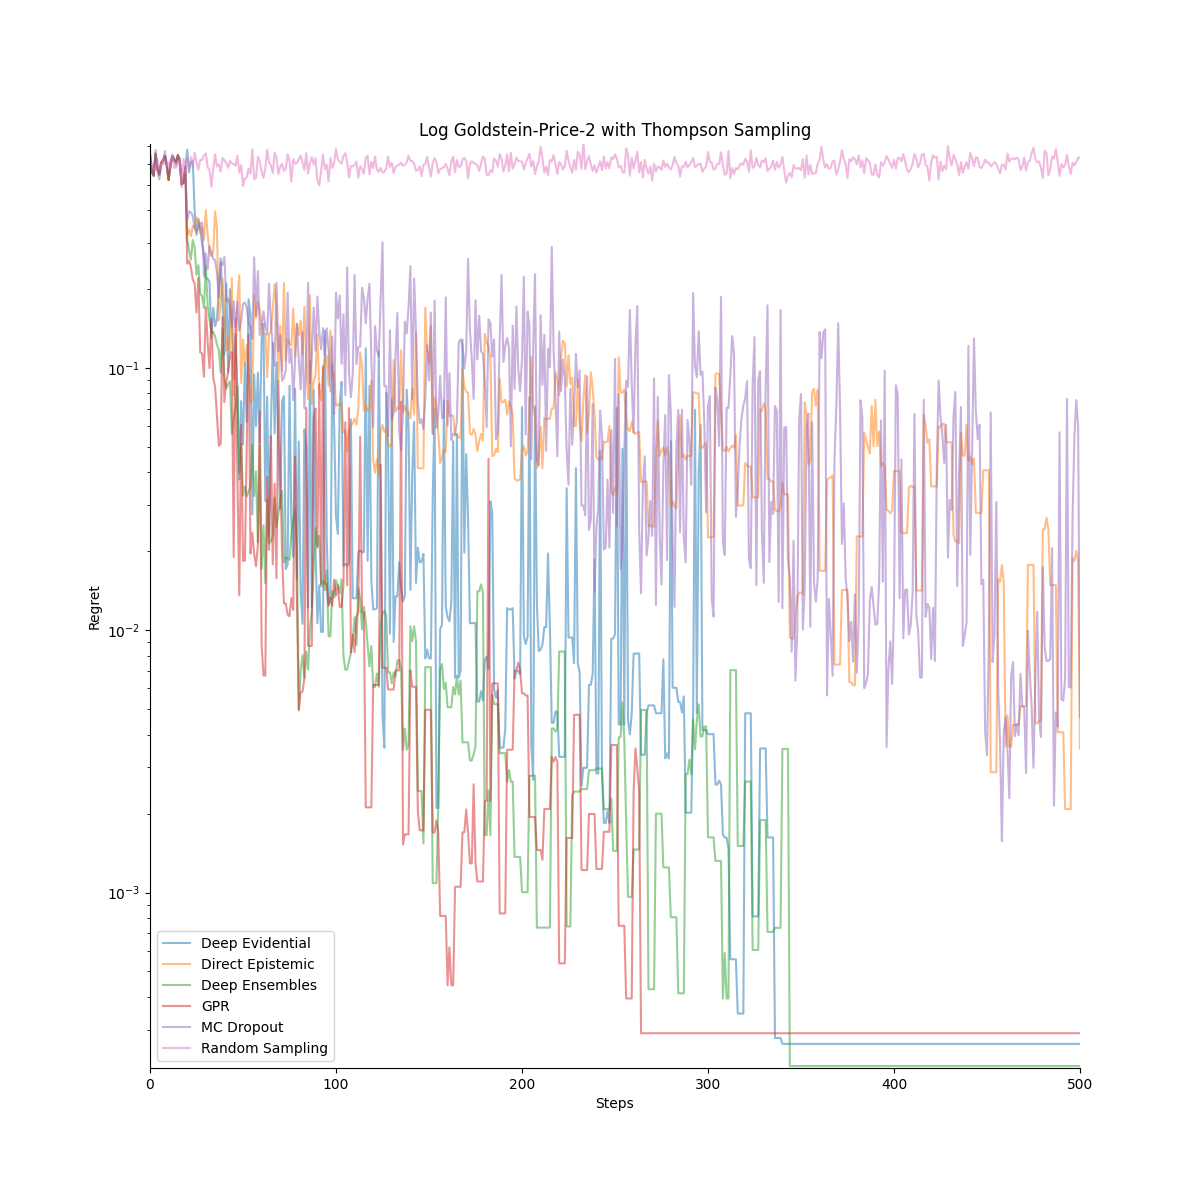 Log Goldstein-Price-2 with Thompson Sampling
Regret
10⁻¹
10⁻²
10⁻³
Deep Evidential
Direct Epistemic
Deep Ensembles
GPR
MC Dropout
Random Sampling
0 100 200 300 400 500
Steps